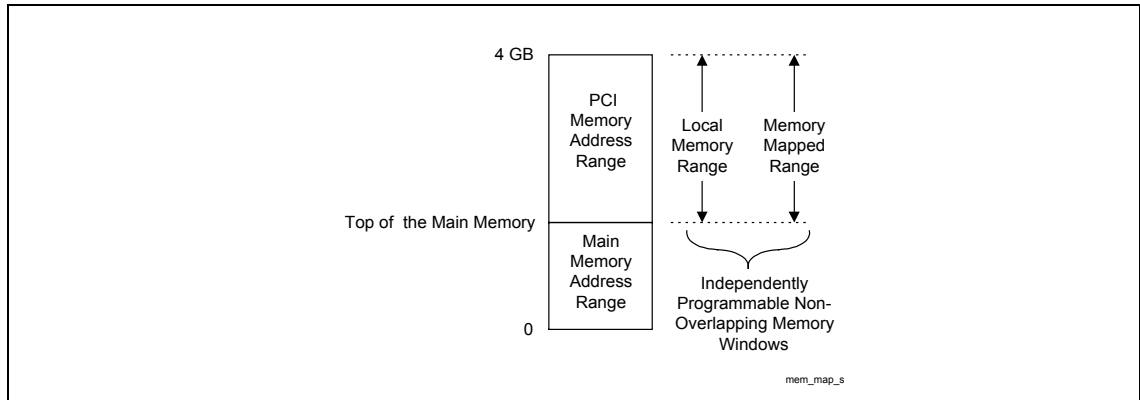 4 GB
PCI
Memory
Address
Range
Local
Memory
Range
Memory
Mapped
Range
Top of the Main Memory
Main
Memory
Address
Range
0
Independently
Programmable Non-
Overlapping Memory
Windows
mem_map_s